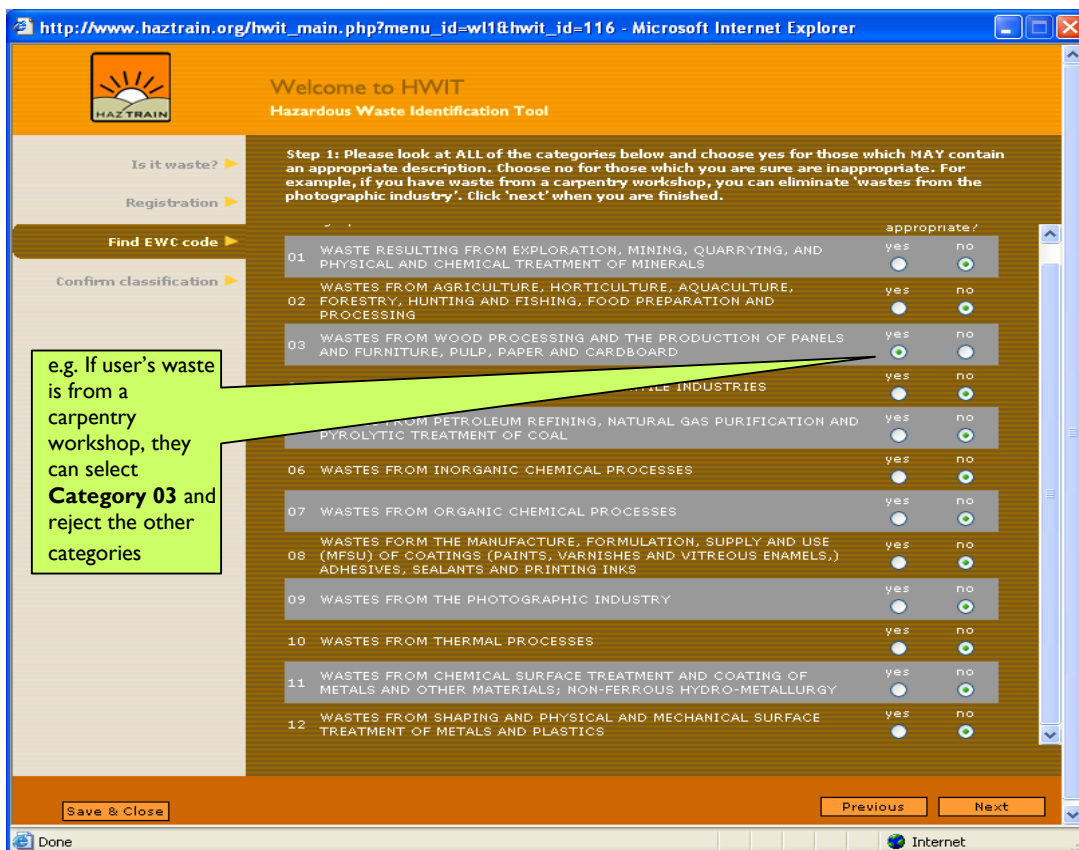 http://www.haztrain.org/hwit_main.php?menu_id=wl1&hwit_id=116 - Microsoft Internet Explorer
HAZTRAIN
Welcome to HWIT
Hazardous Waste Identification Tool
Is it waste?
Registration
Find EWC code
Confirm classification
Step 1: Please look at ALL of the categories below and choose yes for those which MAY contain
an appropriate description. Choose no for those which you are sure are inappropriate. For
example, if you have waste from a carpentry workshop, you can eliminate 'wastes from the
photographic industry'. Click 'next' when you are finished.
appropriate?
01 WASTE RESULTING FROM EXPLORATION, MINING, QUARRYING, AND yes no
PHYSICAL AND CHEMICAL TREATMENT OF MINERALS
WASTES FROM AGRICULTURE, HORTICULTURE, AQUACULTURE, yes no
02 FORESTRY, HUNTING AND FISHING, FOOD PREPARATION AND
PROCESSING
03 WASTES FROM WOOD PROCESSING AND THE PRODUCTION OF PANELS yes no
AND FURNITURE, PULP, PAPER AND CARDBOARD
INDUSTRIES yes no
FROM PETROLEUM REFINING, NATURAL GAS PURIFICATION AND yes no
PYROLYTIC TREATMENT OF COAL
06 WASTES FROM INORGANIC CHEMICAL PROCESSES yes no
07 WASTES FROM ORGANIC CHEMICAL PROCESSES yes no
WASTES FORM THE MANUFACTURE, FORMULATION, SUPPLY AND USE yes no
08 (MFSU) OF COATINGS (PAINTS, VARNISHES AND VITREOUS ENAMELS,)
ADHESIVES, SEALANTS AND PRINTING INKS
09 WASTES FROM THE PHOTOGRAPHIC INDUSTRY yes no
10 WASTES FROM THERMAL PROCESSES yes no
11 WASTES FROM CHEMICAL SURFACE TREATMENT AND COATING OF yes no
METALS AND OTHER MATERIALS; NON-FERROUS HYDRO-METALLURGY
12 WASTES FROM SHAPING AND PHYSICAL AND MECHANICAL SURFACE yes no
TREATMENT OF METALS AND PLASTICS
e.g. If user's waste
is from a
carpentry
workshop, they
can select
Category 03 and
reject the other
categories
Save & Close
Previous
Next
Done
Internet